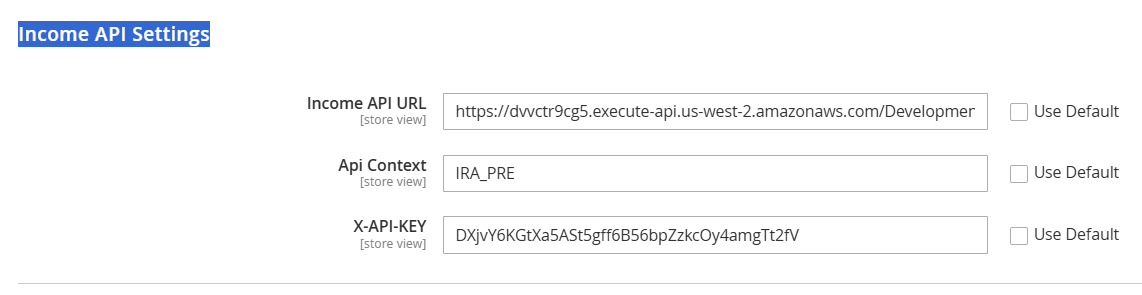 Income API Settings
Income API URL
[store view]
https://dvvctr9cg5.execute-api.us-west-2.amazonaws.com/Developmen
Use Default
Api Context
[store view]
IRA_PRE
Use Default
X-API-KEY
[store view]
DXjvY6KGtXa5ASt5gff6B56bpZzkcOy4amgTt2fV
Use Default